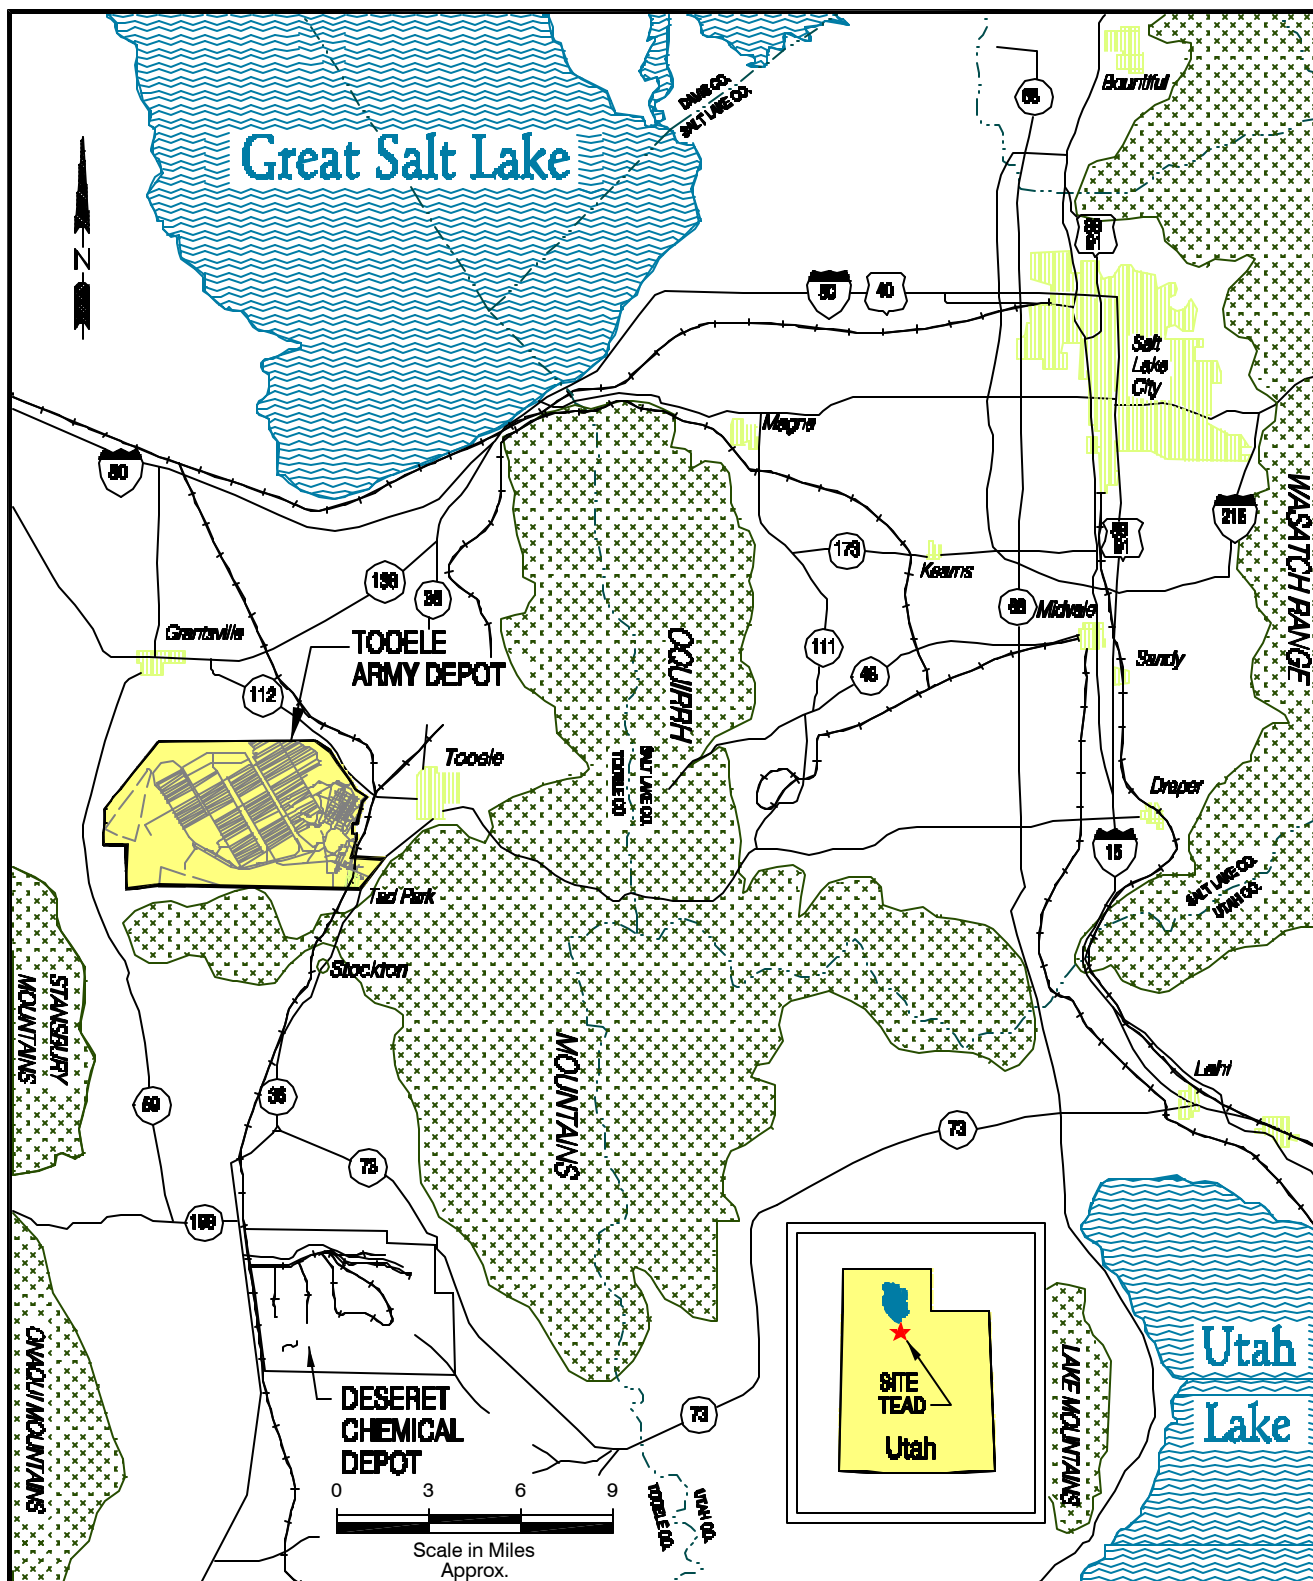 Great Salt Lake
DAVIS CO.
SALT LAKE CO.
68
Bountiful
N
89
91
80
40
Salt
Lake
City
Magna
80
215
WASATCH RANGE
89
91
173
Kearns
138
36
68
Midvale
Grantsville
TOOELE
ARMY DEPOT
OQUIRRH
111
48
Sandy
112
Tooele
SALT LAKE CO.
TOOELE CO
Draper
15
SALT LAKE CO.
UTAH CO.
Tad Park
Stockton
STANSBURY
MOUNTAINS
MOUNTAINS
Lehi
36
73
73
199
Utah
Lake
SITE
TEAD
Utah
LAKE MOUNTAINS
ONAQUI MOUNTAINS
DESERET
CHEMICAL
DEPOT
73
0 3 6 9
Scale in Miles
Approx.
TOOELE CO.
UTAH CO.